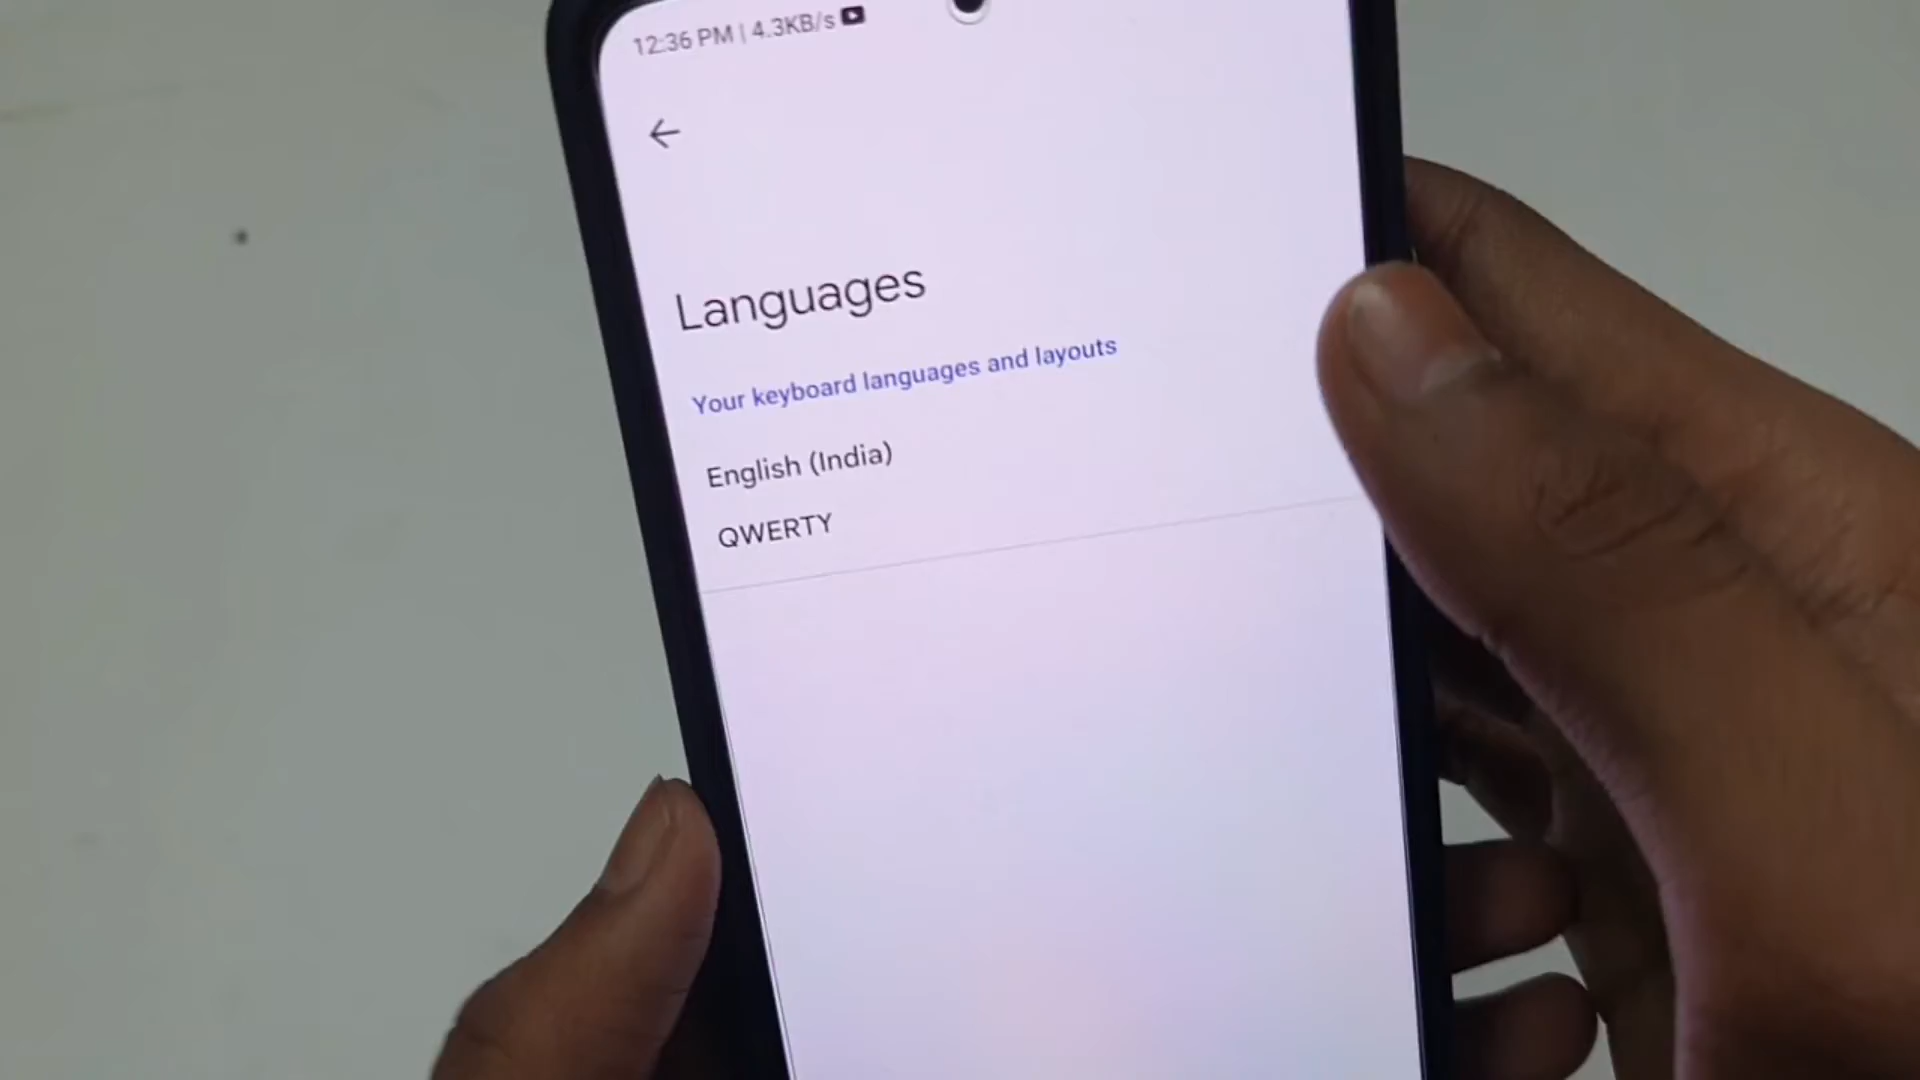 12:36 PM | 4.3KB/s
Languages
Your keyboard languages and layouts
English (India)
QWERTY